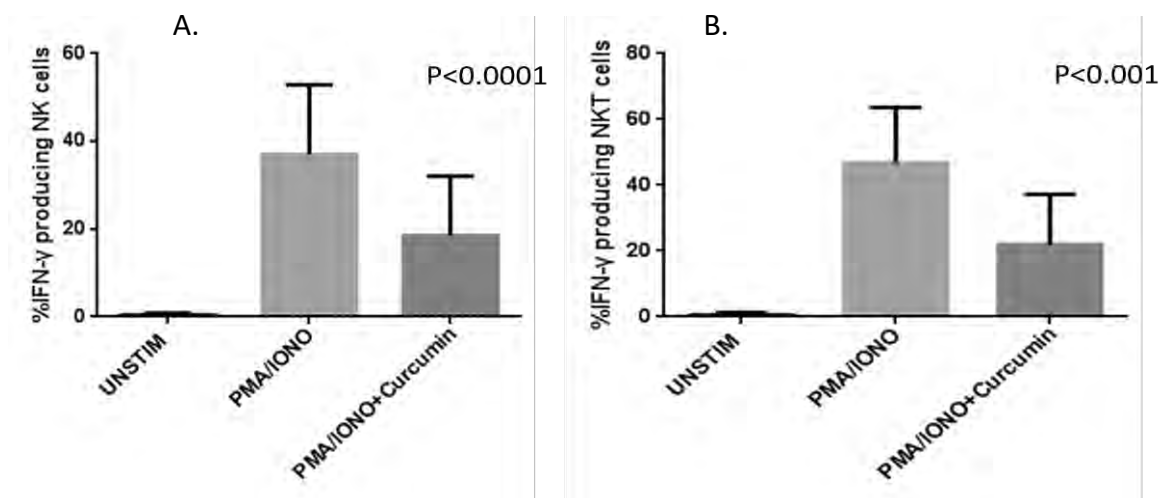 A.
%IFN-γ producing NK cells
60
40
20
0
P<0.0001
UNSTIM
PMA/IONO
PMA/IONO+Curcumin
B.
%IFN-γ producing NKT cells
80
60
40
20
0
P<0.001
UNSTIM
PMA/IONO
PMA/IONO+Curcumin